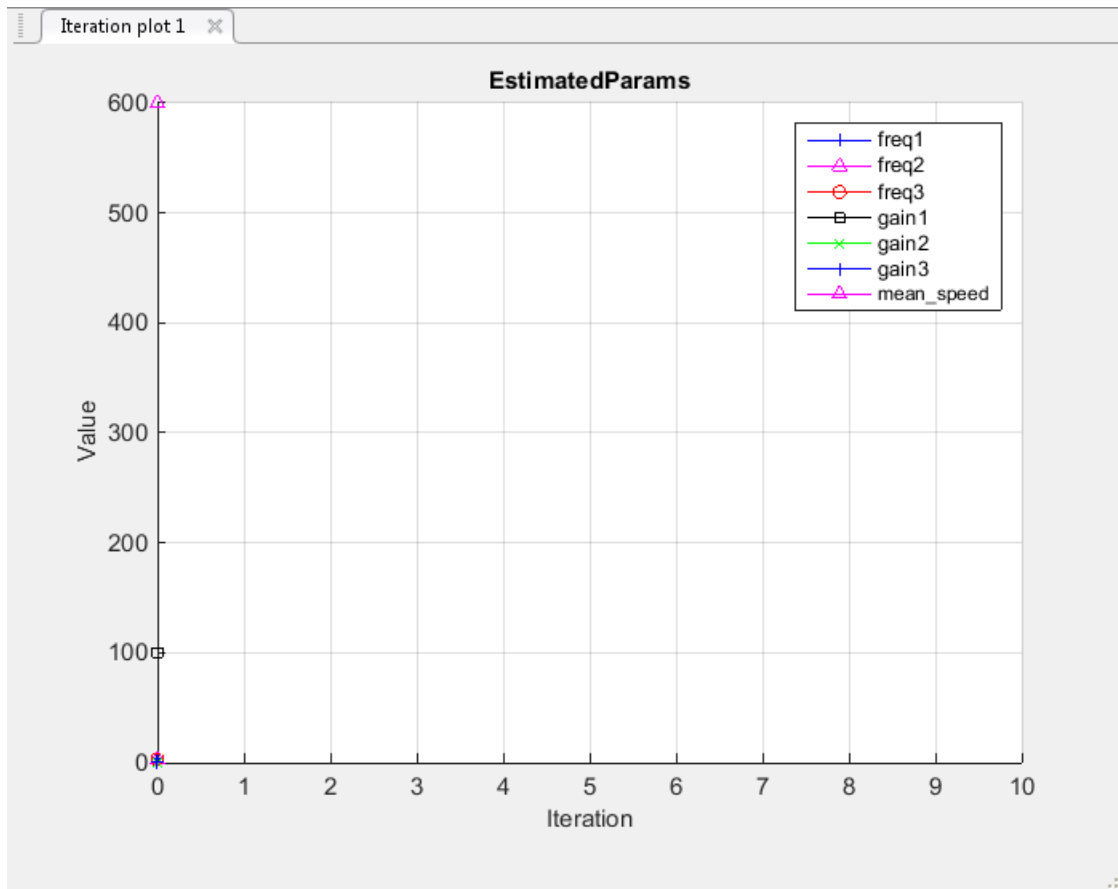 Iteration plot 1
EstimatedParams
600
500
400
300
200
100
0
0 1 2 3 4 5 6 7 8 9 10
Value
Iteration
freq1
freq2
freq3
gain1
gain2
gain3
mean_speed